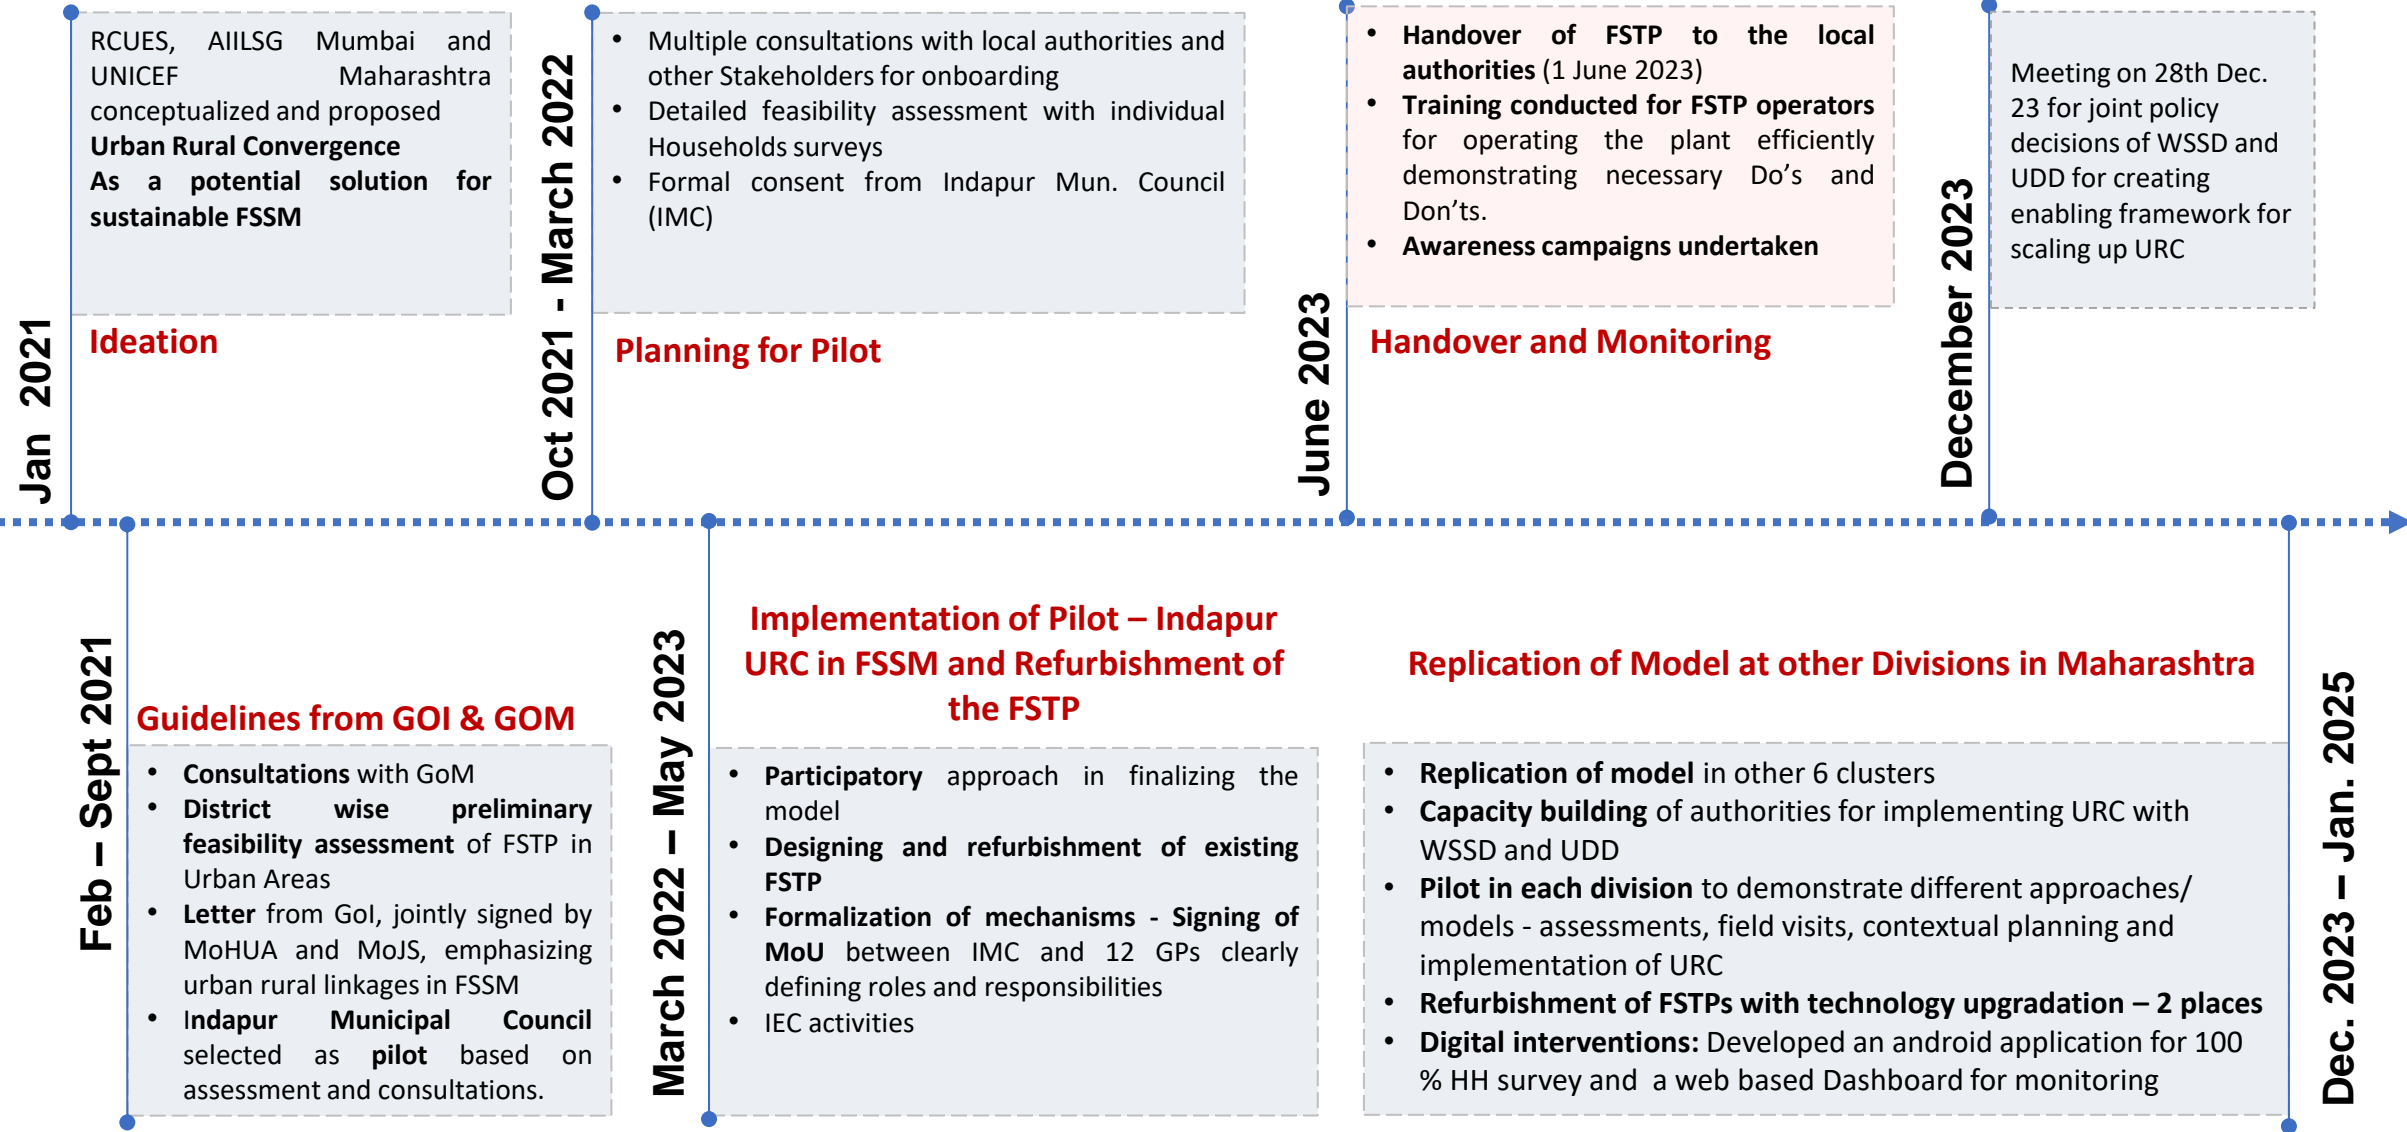 Jan 2021
RCUES, AIILSG Mumbai and
UNICEF Maharashtra
conceptualized and proposed
Urban Rural Convergence
As a potential solution for
sustainable FSSM
Ideation
Oct 2021 - March 2022
• Multiple consultations with local authorities and
other Stakeholders for onboarding
• Detailed feasibility assessment with individual
Households surveys
• Formal consent from Indapur Mun. Council
(IMC)
Planning for Pilot
June 2023
• Handover of FSTP to the local
authorities (1 June 2023)
• Training conducted for FSTP operators
for operating the plant efficiently
demonstrating necessary Do’s and
Don’ts.
• Awareness campaigns undertaken
Handover and Monitoring
December 2023
Meeting on 28th Dec.
23 for joint policy
decisions of WSSD and
UDD for creating
enabling framework for
scaling up URC
Feb – Sept 2021
Guidelines from GOI & GOM
• Consultations with GoM
• District wise preliminary
feasibility assessment of FSTP in
Urban Areas
• Letter from GoI, jointly signed by
MoHUA and MoJS, emphasizing
urban rural linkages in FSSM
• Indapur Municipal Council
selected as pilot based on
assessment and consultations.
March 2022 – May 2023
Implementation of Pilot – Indapur
URC in FSSM and Refurbishment of
the FSTP
• Participatory approach in finalizing the
model
• Designing and refurbishment of existing
FSTP
• Formalization of mechanisms - Signing of
MoU between IMC and 12 GPs clearly
defining roles and responsibilities
• IEC activities
Replication of Model at other Divisions in Maharashtra
• Replication of model in other 6 clusters
• Capacity building of authorities for implementing URC with
WSSD and UDD
• Pilot in each division to demonstrate different approaches/
models - assessments, field visits, contextual planning and
implementation of URC
• Refurbishment of FSTPs with technology upgradation – 2 places
• Digital interventions: Developed an android application for 100
% HH survey and a web based Dashboard for monitoring
Dec. 2023 – Jan. 2025